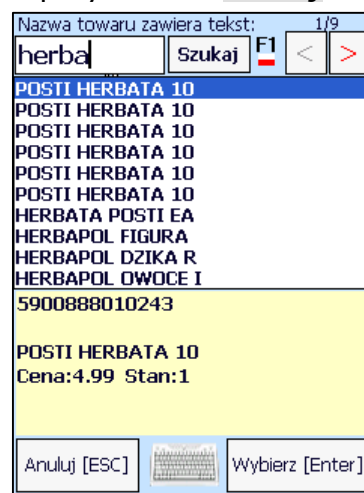 Nazwa towaru zawiera tekst: 1/9
herba Szukaj F1 < >
POSTI HERBATA 10
POSTI HERBATA 10
POSTI HERBATA 10
POSTI HERBATA 10
POSTI HERBATA 10
POSTI HERBATA 10
HERBATA POSTI EA
HERBAPOL FIGURA
HERBAPOL DZIKA R
HERBAPOL OWOCE I
5900888010243
POSTI HERBATA 10
Cena:4.99 Stan:1
Anuluj [ESC] Wybierz [Enter]